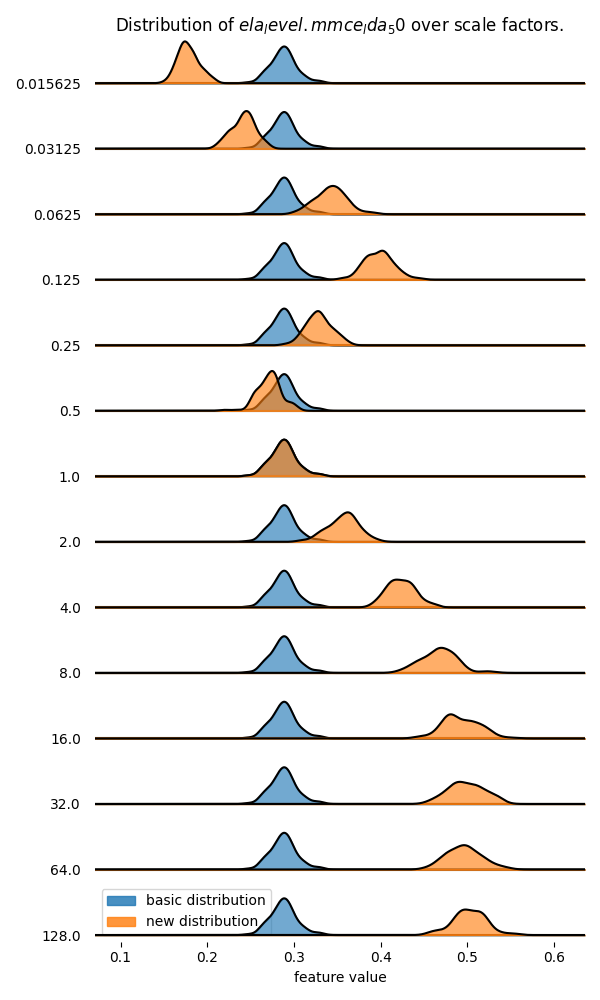 Distribution of ela_level.mmce_lda_50 over scale factors.
0.015625
0.03125
0.0625
0.125
0.25
0.5
1.0
2.0
4.0
8.0
16.0
32.0
64.0
128.0
basic distribution
new distribution
0.1 0.2 0.3 0.4 0.5 0.6
feature value